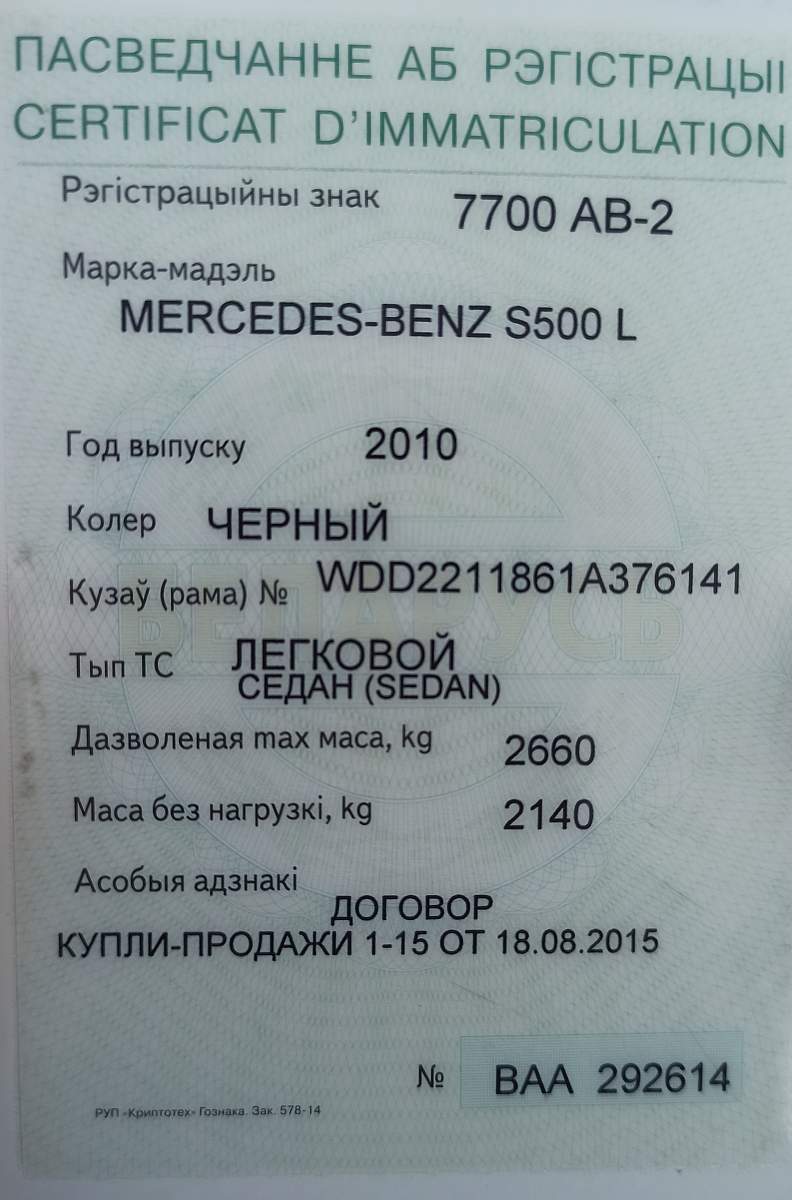 ПАСВЕДЧАННЕ АБ РЭГІСТРАЦЫІ
CERTIFICAT D'IMMATRICULATION
Рэгістрацыйны знак 7700 AB-2
Марка-мадэль
MERCEDES-BENZ S500 L
Год выпуску 2010
Колер ЧЕРНЫЙ
Кузаў (рама) № WDD2211861A376141
БЕЛАРУСЬ
Тып ТС ЛЕГКОВОЙ
СЕДАН (SEDAN)
Дазволеная max маса, kg 2660
Маса без нагрузкі, kg 2140
Асобыя адзнакі
ДОГОВОР
КУПЛИ-ПРОДАЖИ 1-15 ОТ 18.08.2015
№ BAA 292614
РУП «Криптотех» Гознака. Зак. 578-14